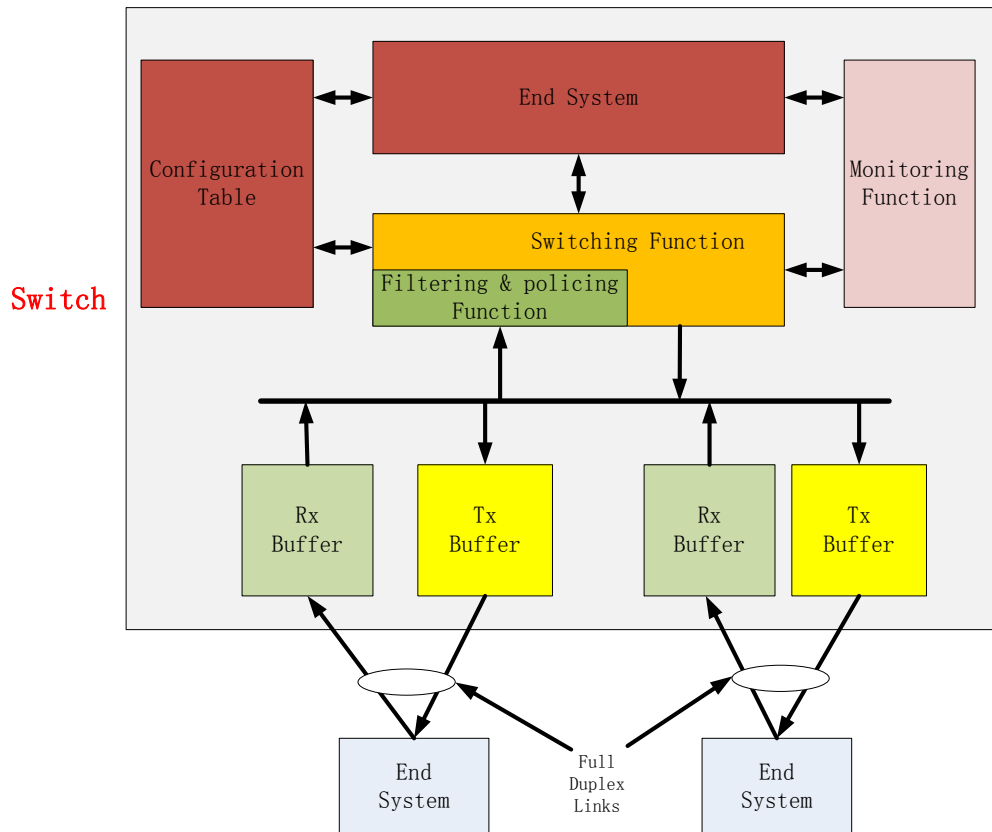 End System
Configuration
Table
Monitoring
Function
Switching Function
Filtering & policing
Function
Switch
Rx
Buffer
Tx
Buffer
Rx
Buffer
Tx
Buffer
End
System
Full
Duplex
Links
End
System